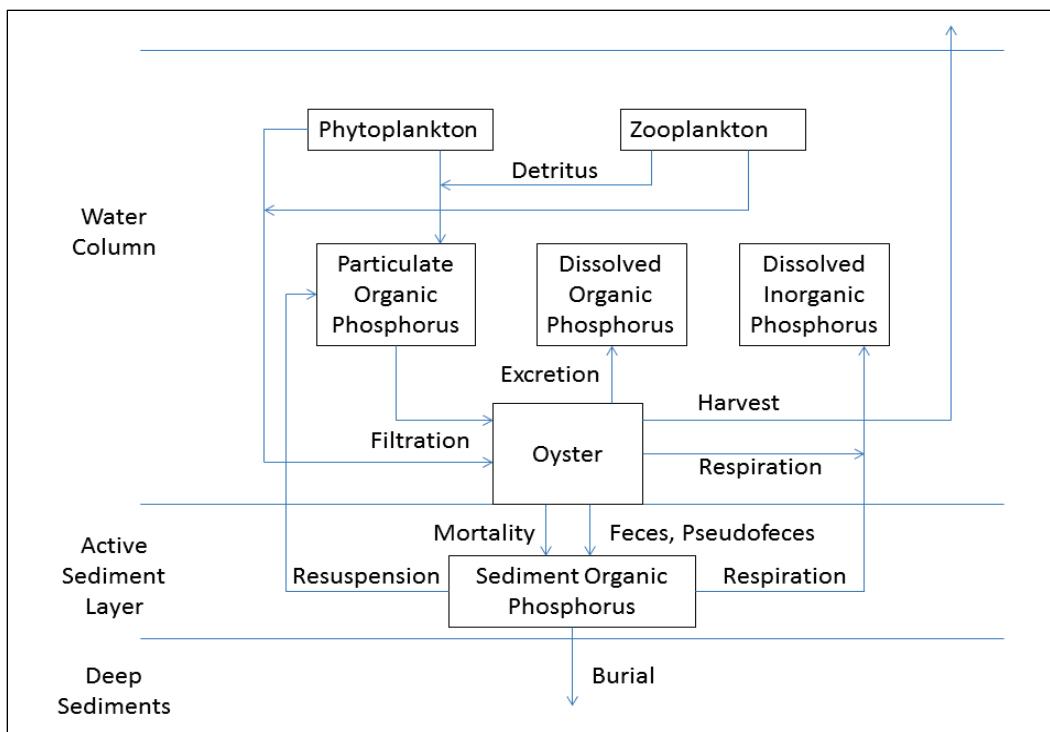 Phytoplankton
Zooplankton
Detritus
Water
Column
Particulate
Organic
Phosphorus
Dissolved
Organic
Phosphorus
Dissolved
Inorganic
Phosphorus
Excretion
Harvest
Filtration
Oyster
Respiration
Mortality
Feces, Pseudofeces
Active
Sediment
Layer
Resuspension
Sediment Organic
Phosphorus
Respiration
Deep
Sediments
Burial